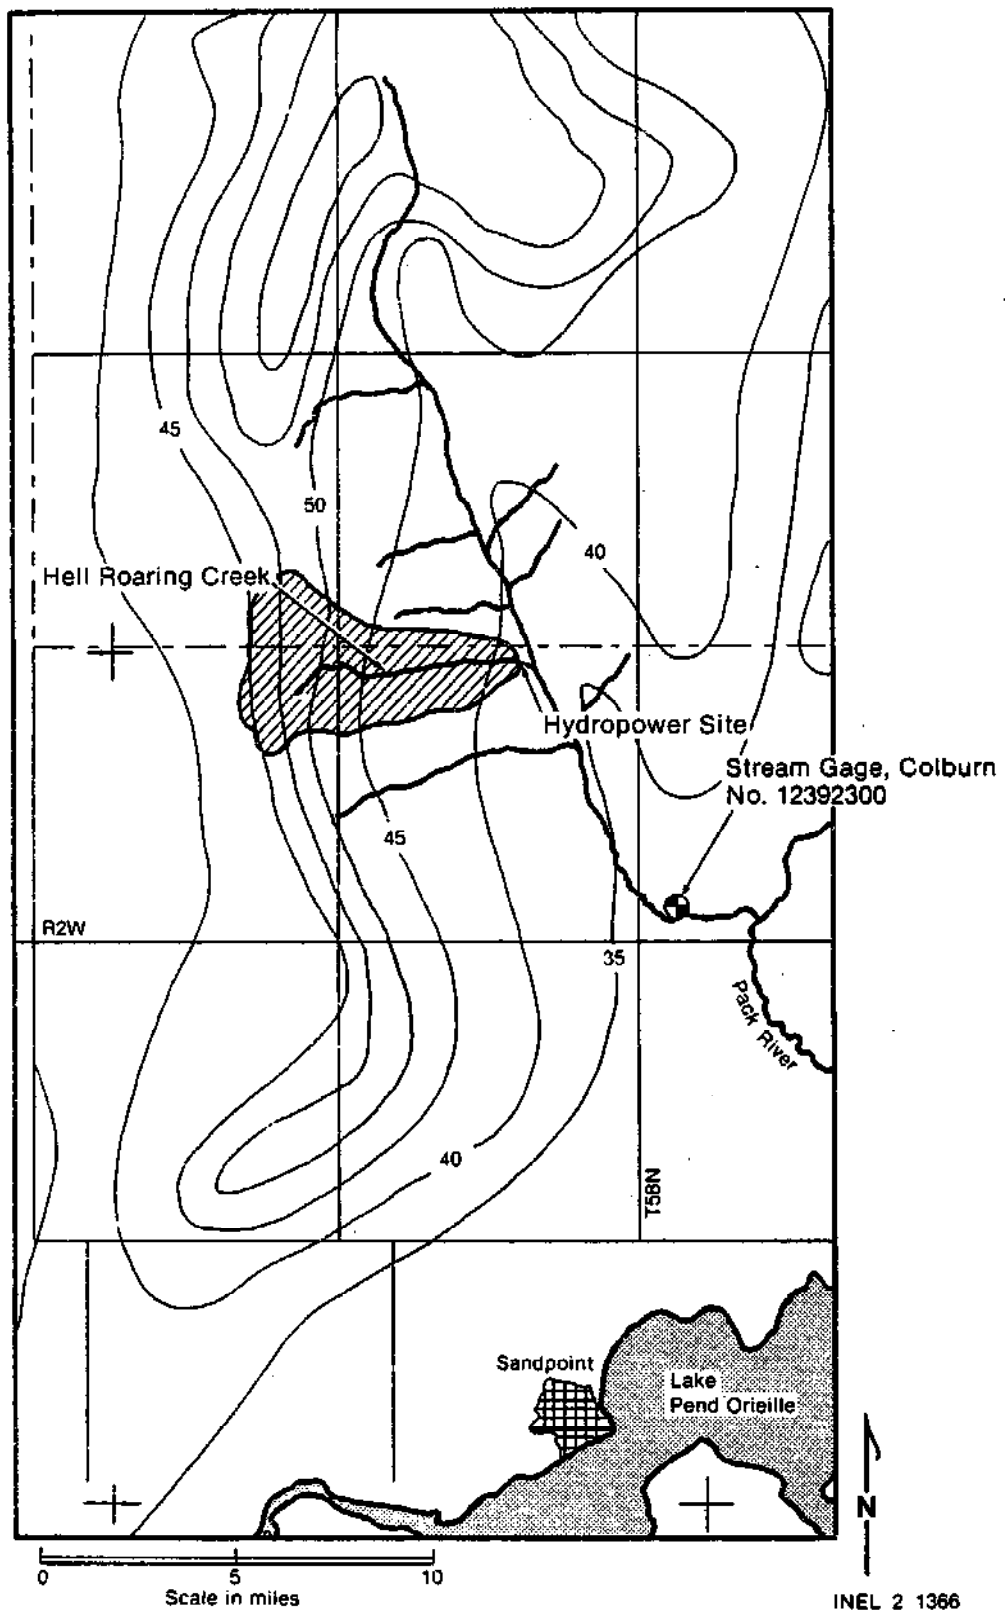 45
50
Hell Roaring Creek
40
Hydropower Site
Stream Gage, Colburn
No. 12392300
45
R2W
35
Pack River
40
T58N
Sandpoint
Lake
Pend Orieille
N
0 5 10
Scale in miles
INEL 2 1366